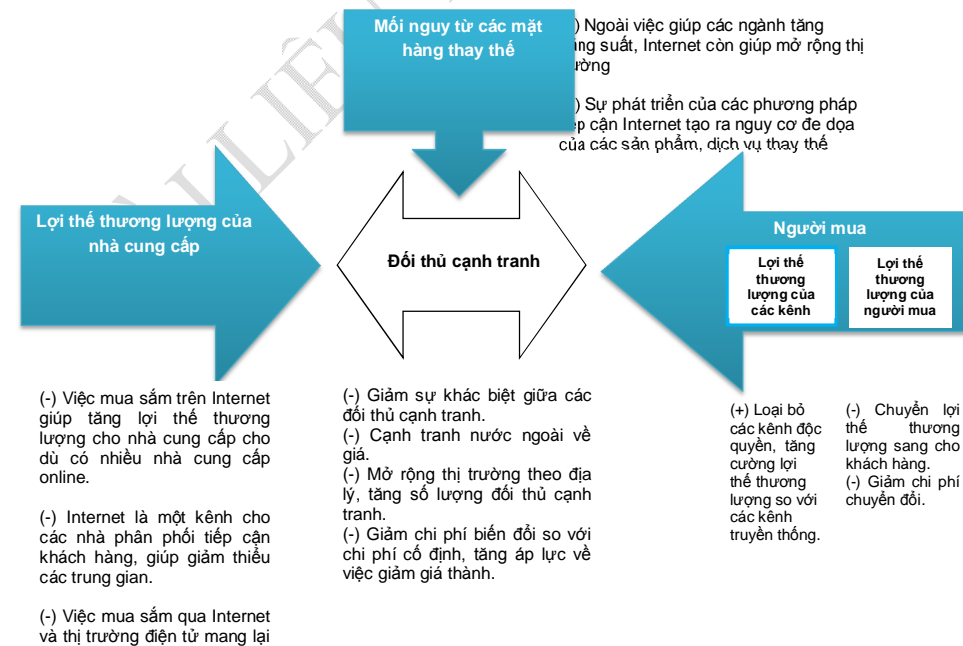 Mối nguy từ các mặt
hàng thay thế
) Ngoài việc giúp các ngành tăng
suất, Internet còn giúp mở rộng thị
) Sự phát triển của các phương pháp
cận Internet tạo ra nguy cơ đe dọa
của các sản phẩm, dịch vụ thay thế
Lợi thế thương lượng của
nhà cung cấp
Đối thủ cạnh tranh
Người mua
Lợi thế
thương
lượng của
các kênh
Lợi thế
thương
lượng của
người mua
(-) Việc mua sắm trên Internet
giúp tăng lợi thế thương
lượng cho nhà cung cấp cho
dù có nhiều nhà cung cấp
online.
(-) Internet là một kênh cho
các nhà phân phối tiếp cận
khách hàng, giúp giảm thiểu
các trung gian.
(-) Việc mua sắm qua Internet
và thị trường điện tử mang lại
(-) Giảm sự khác biệt giữa các
đối thủ cạnh tranh.
(-) Cạnh tranh nước ngoài về
giá.
(-) Mở rộng thị trường theo địa
lý, tăng số lượng đối thủ cạnh
tranh.
(-) Giảm chi phí biến đổi so với
chi phí cố định, tăng áp lực về
việc giảm giá thành.
(+) Loại bỏ
các kênh độc
quyền, tăng
cường lợi
thế thương
lượng so với
các kênh
truyền thống.
(-) Chuyển lợi
thế thương
lượng sang cho
khách hàng.
(-) Giảm chi phí
chuyển đổi.